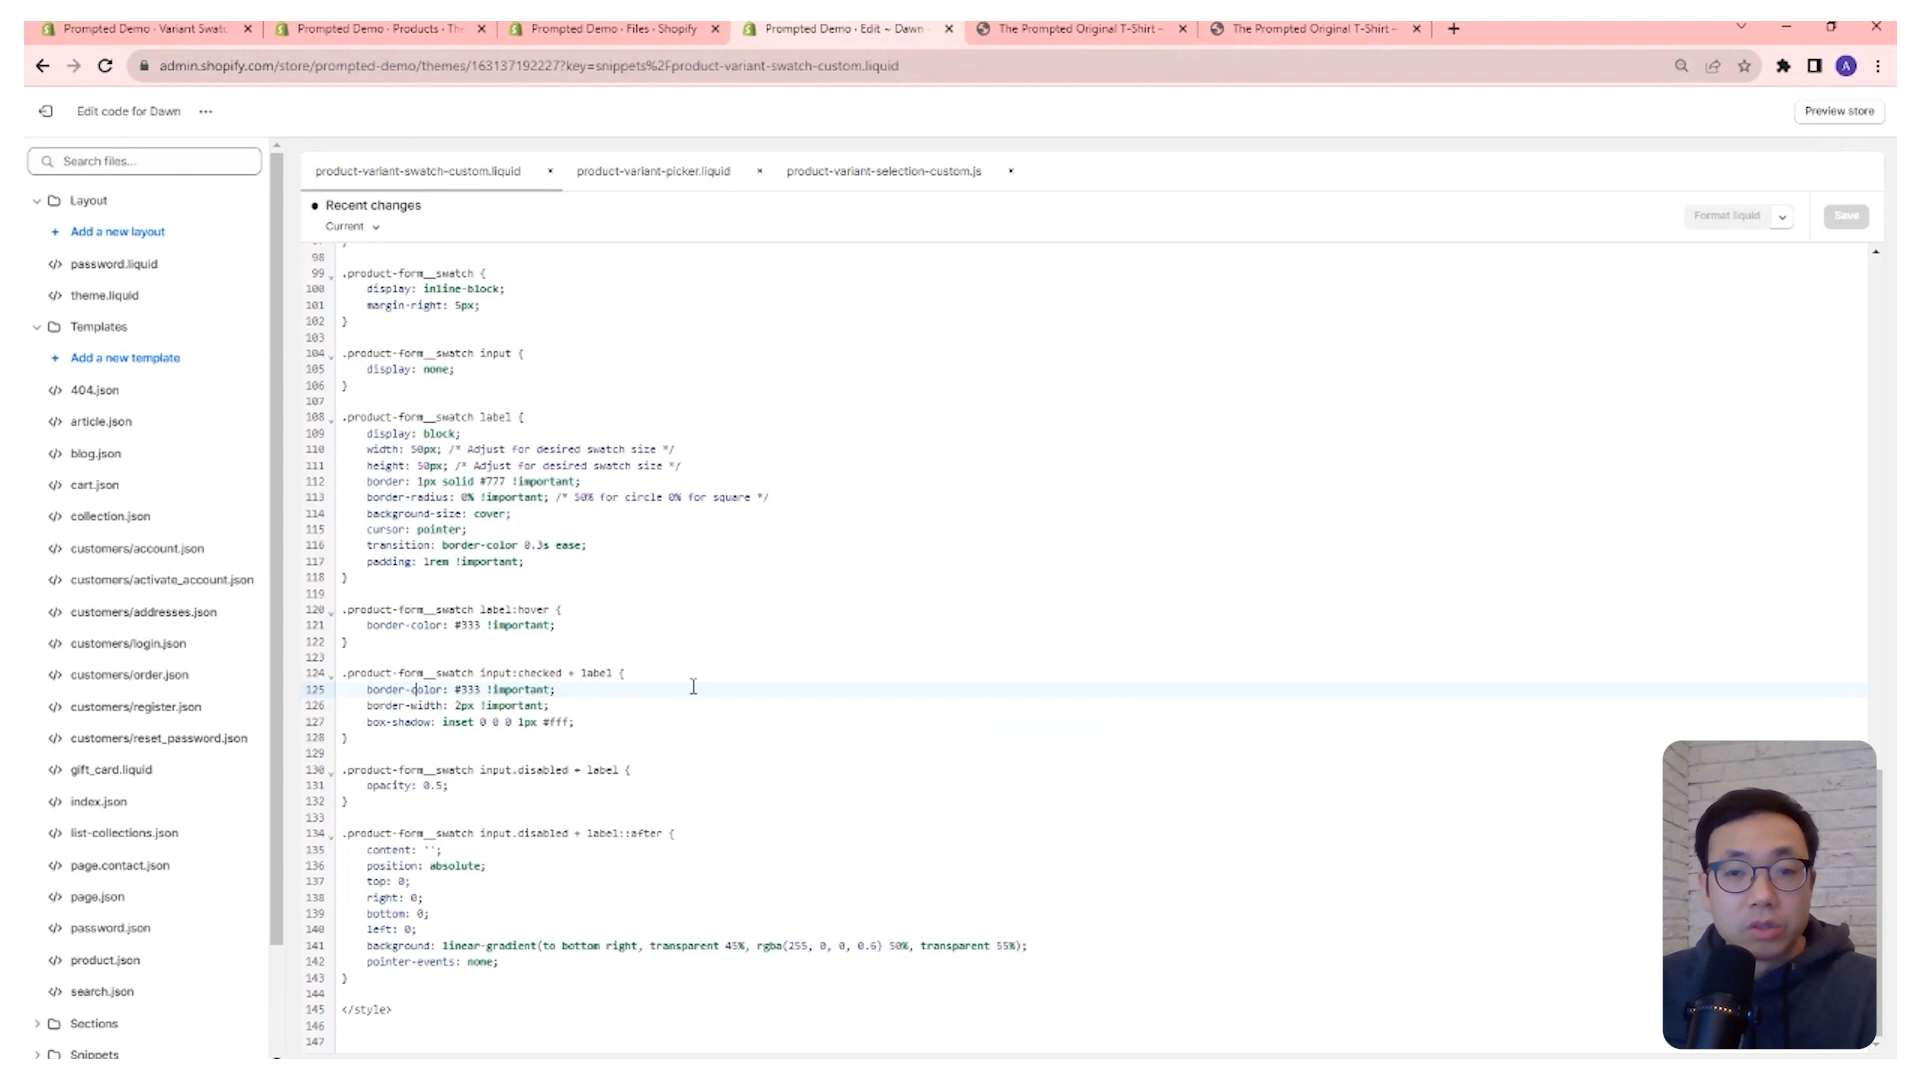 Prompted Demo · Variant Swatc
Prompted Demo · Products · The
Prompted Demo · Files · Shopify
Prompted Demo · Edit ~ Dawn ·
The Prompted Original T-Shirt –
The Prompted Original T-Shirt –
admin.shopify.com/store/prompted-demo/themes/163137192227?key=snippets%2Fproduct-variant-swatch-custom.liquid
A
Edit code for Dawn
Preview store
Search files...
Layout
+ Add a new layout
</> password.liquid
</> theme.liquid
Templates
+ Add a new template
</> 404.json
</> article.json
</> blog.json
</> cart.json
</> collection.json
</> customers/account.json
</> customers/activate_account.json
</> customers/addresses.json
</> customers/login.json
</> customers/order.json
</> customers/register.json
</> customers/reset_password.json
</> gift_card.liquid
</> index.json
</> list-collections.json
</> page.contact.json
</> page.json
</> password.json
</> product.json
</> search.json
Sections
Snippets
product-variant-swatch-custom.liquid
product-variant-picker.liquid
product-variant-selection-custom.js
Recent changes
Current
Format liquid
Save
98
99 .product-form__swatch {
100 display: inline-block;
101 margin-right: 5px;
102 }
103
104 .product-form__swatch input {
105 display: none;
106 }
107
108 .product-form__swatch label {
109 display: block;
110 width: 50px; /* Adjust for desired swatch size */
111 height: 50px; /* Adjust for desired swatch size */
112 border: 1px solid #777 !important;
113 border-radius: 0% !important; /* 50% for circle 0% for square */
114 background-size: cover;
115 cursor: pointer;
116 transition: border-color 0.3s ease;
117 padding: 1rem !important;
118 }
119
120 .product-form__swatch label:hover {
121 border-color: #333 !important;
122 }
123
124 .product-form__swatch input:checked + label {
125 border-color: #333 !important;
126 border-width: 2px !important;
127 box-shadow: inset 0 0 0 1px #fff;
128 }
129
130 .product-form__swatch input.disabled + label {
131 opacity: 0.5;
132 }
133
134 .product-form__swatch input.disabled + label::after {
135 content: '';
136 position: absolute;
137 top: 0;
138 right: 0;
139 bottom: 0;
140 left: 0;
141 background: linear-gradient(to bottom right, transparent 45%, rgba(255, 0, 0, 0.6) 50%, transparent 55%);
142 pointer-events: none;
143 }
144
145 </style>
146
147